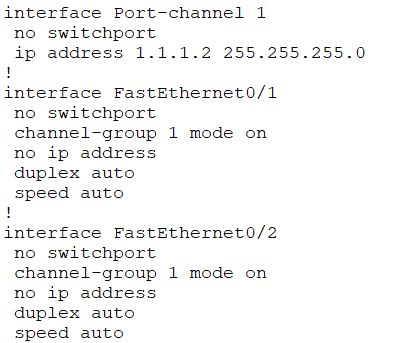 interface Port-channel 1
 no switchport
 ip address 1.1.1.2 255.255.255.0
!
interface FastEthernet0/1
 no switchport
 channel-group 1 mode on
 no ip address
 duplex auto
 speed auto
!
interface FastEthernet0/2
 no switchport
 channel-group 1 mode on
 no ip address
 duplex auto
 speed auto